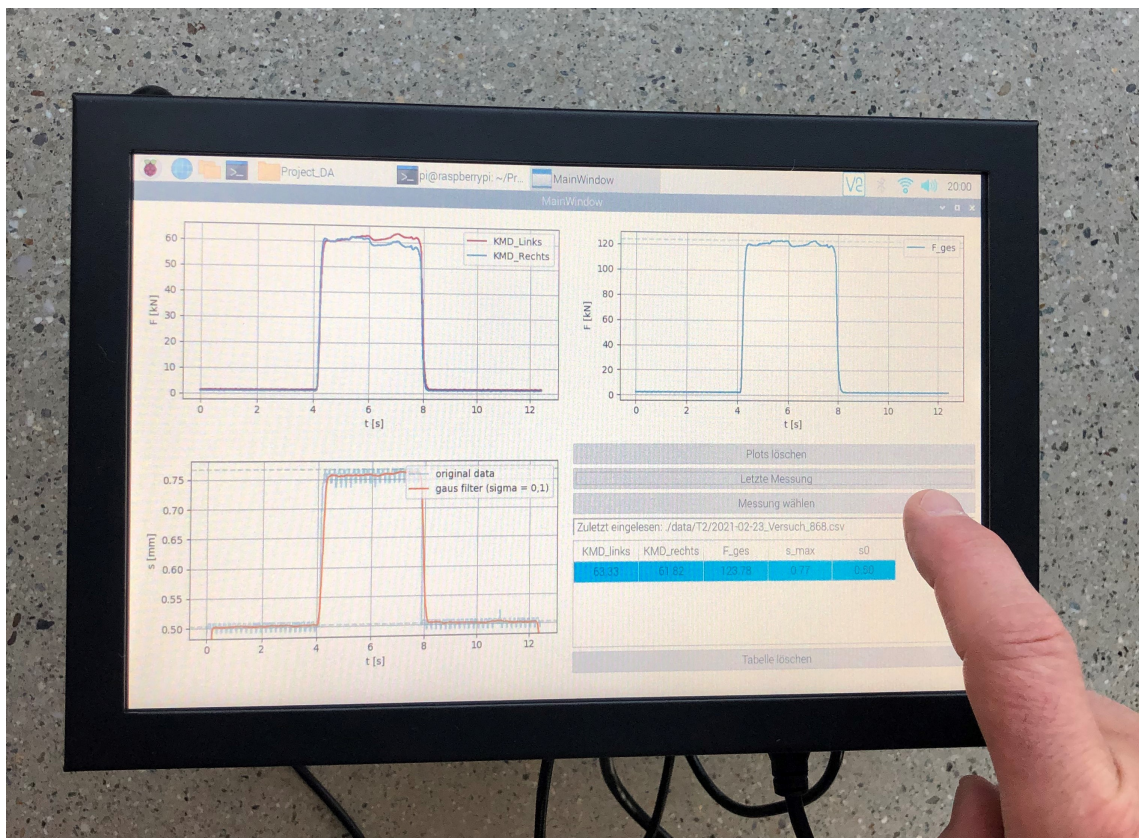 Project_DA
pi@raspberrypi: ~/Pr...
MainWindow
V2
20:00
MainWindow
60
50
40
30
20
10
0
F [kN]
0 2 4 6 8 10 12
t [s]
KMD_Links
KMD_Rechts
120
100
80
60
40
20
0
F [kN]
0 2 4 6 8 10 12
t [s]
F_ges
0.75
0.70
0.65
0.60
0.55
0.50
s [mm]
0 2 4 6 8 10 12
t [s]
original data
gaus filter (sigma = 0,1)
Plots löschen
Letzte Messung
Messung wählen
Zuletzt eingelesen: ./data/T2/2021-02-23_Versuch_868.csv
KMD_links KMD_rechts F_ges s_max s0
63.33 61.82 123.78 0.77 0.50
Tabelle löschen